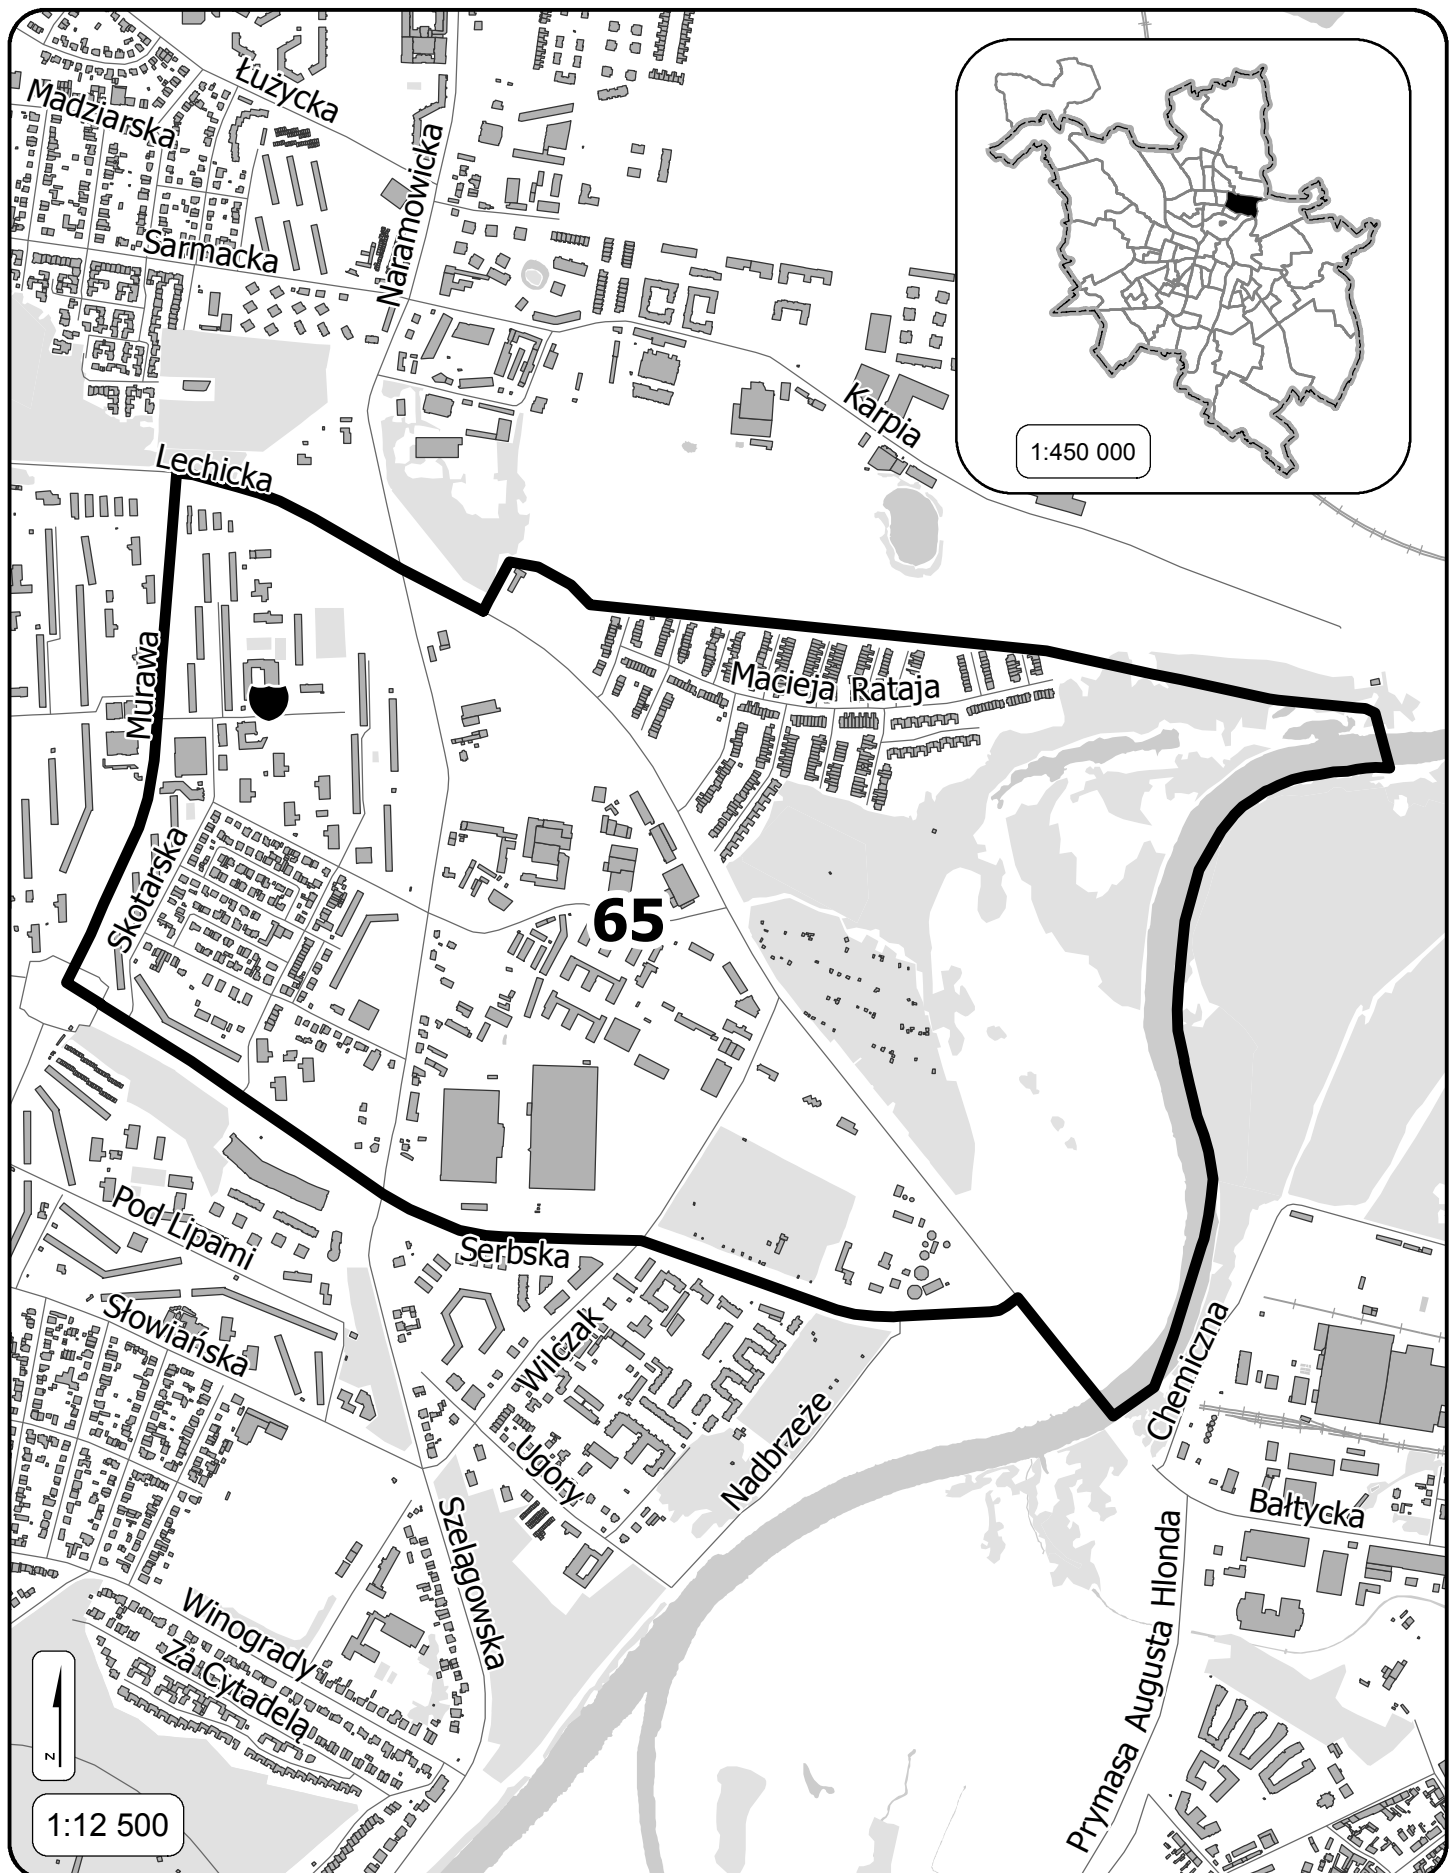 Łużycka
Madziarska
Naramowicka
Sarmacka
Karpia
1:450 000
Lechicka
Murawa
Macieja Rataja
Skotarska
65
Pod Lipami
Serbska
Słowiańska
Wilczak
Chemiczna
Nadbrzeże
Ugory
Bałtycka
Szelągowska
Prymasa Augusta Hlonda
Winogrady
Za Cytadelą
N
1:12 500